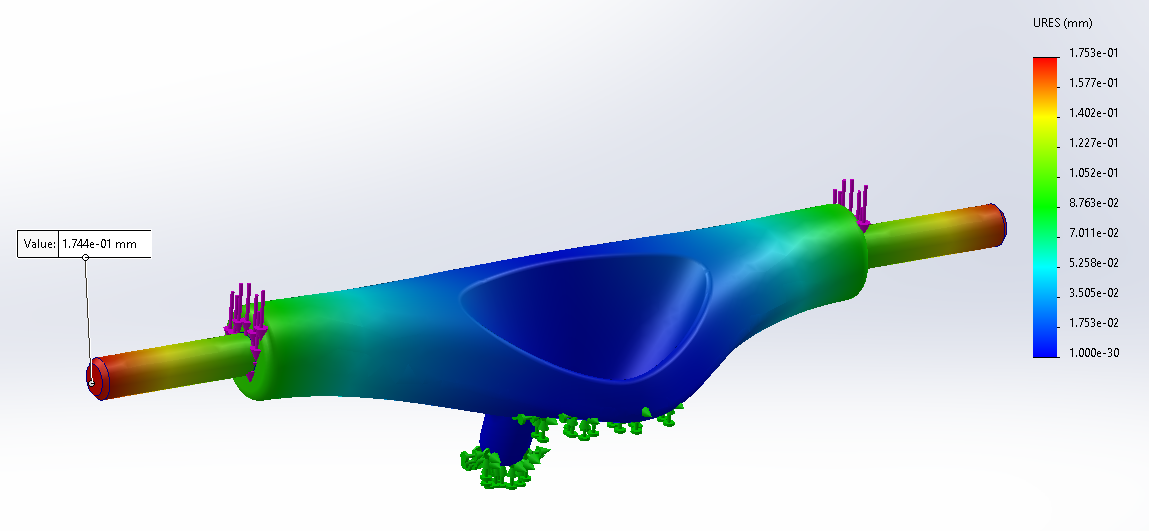 URES (mm)
1.753e-01
1.577e-01
1.402e-01
1.227e-01
1.052e-01
8.763e-02
7.011e-02
5.258e-02
3.505e-02
1.753e-02
1.000e-30
Value: 1.744e-01 mm